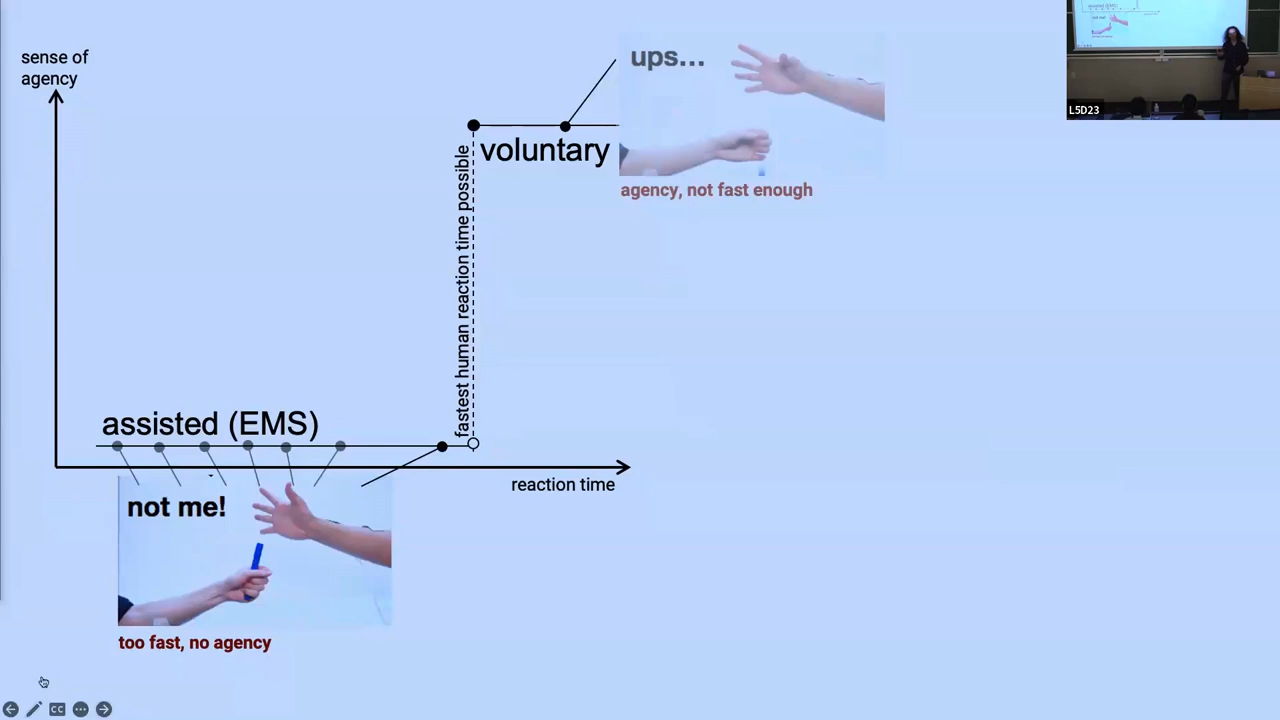 sense of
agency
ups...
L5D23
voluntary
fastest human reaction time possible
agency, not fast enough
assisted (EMS)
reaction time
not me!
too fast, no agency
CC